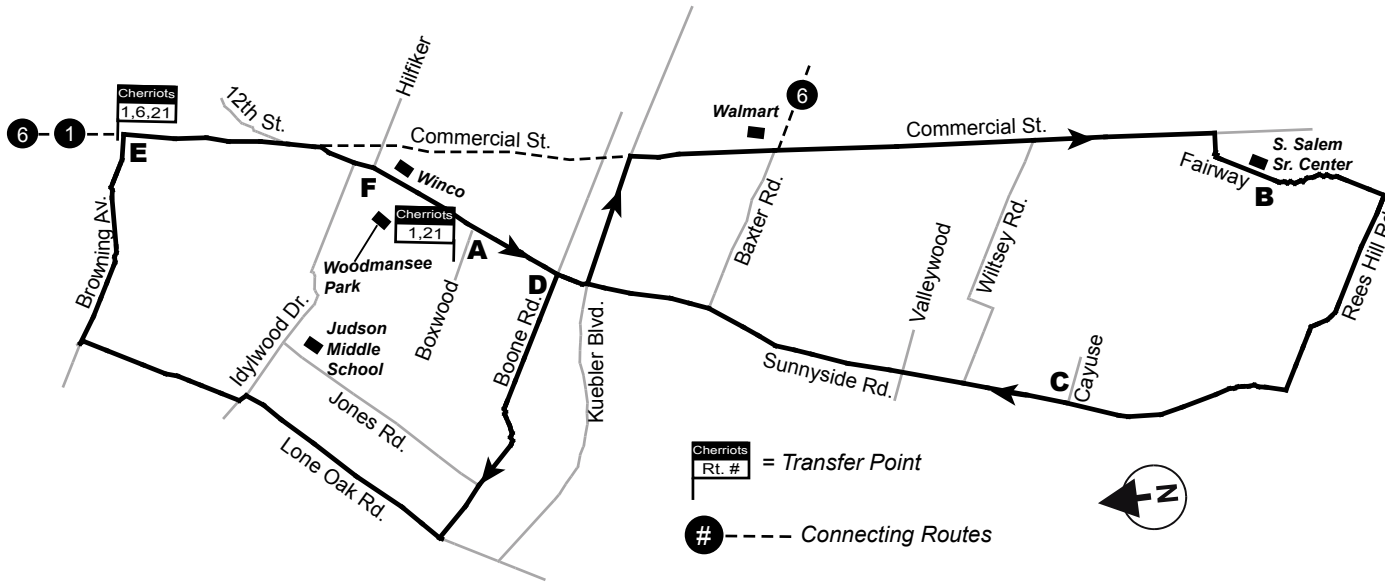 Cherriots
1,6,21
6
1
E
12th St.
Hilfiker
Commercial St.
Walmart
6
Commercial St.
S. Salem
Sr. Center
Fairway
B
F
Winco
Cherriots
1,21
A
Woodmansee
Park
D
Browning Av.
Idylwood Dr.
Judson
Middle
School
Boxwood
Boone Rd.
Kuebler Blvd.
Baxter Rd.
Valleywood
Wiltsey Rd.
Rees Hill Rd.
Sunnyside Rd.
C
Cayuse
Jones Rd.
Lone Oak Rd.
Cherriots
Rt. #
= Transfer Point
N
#
Connecting Routes